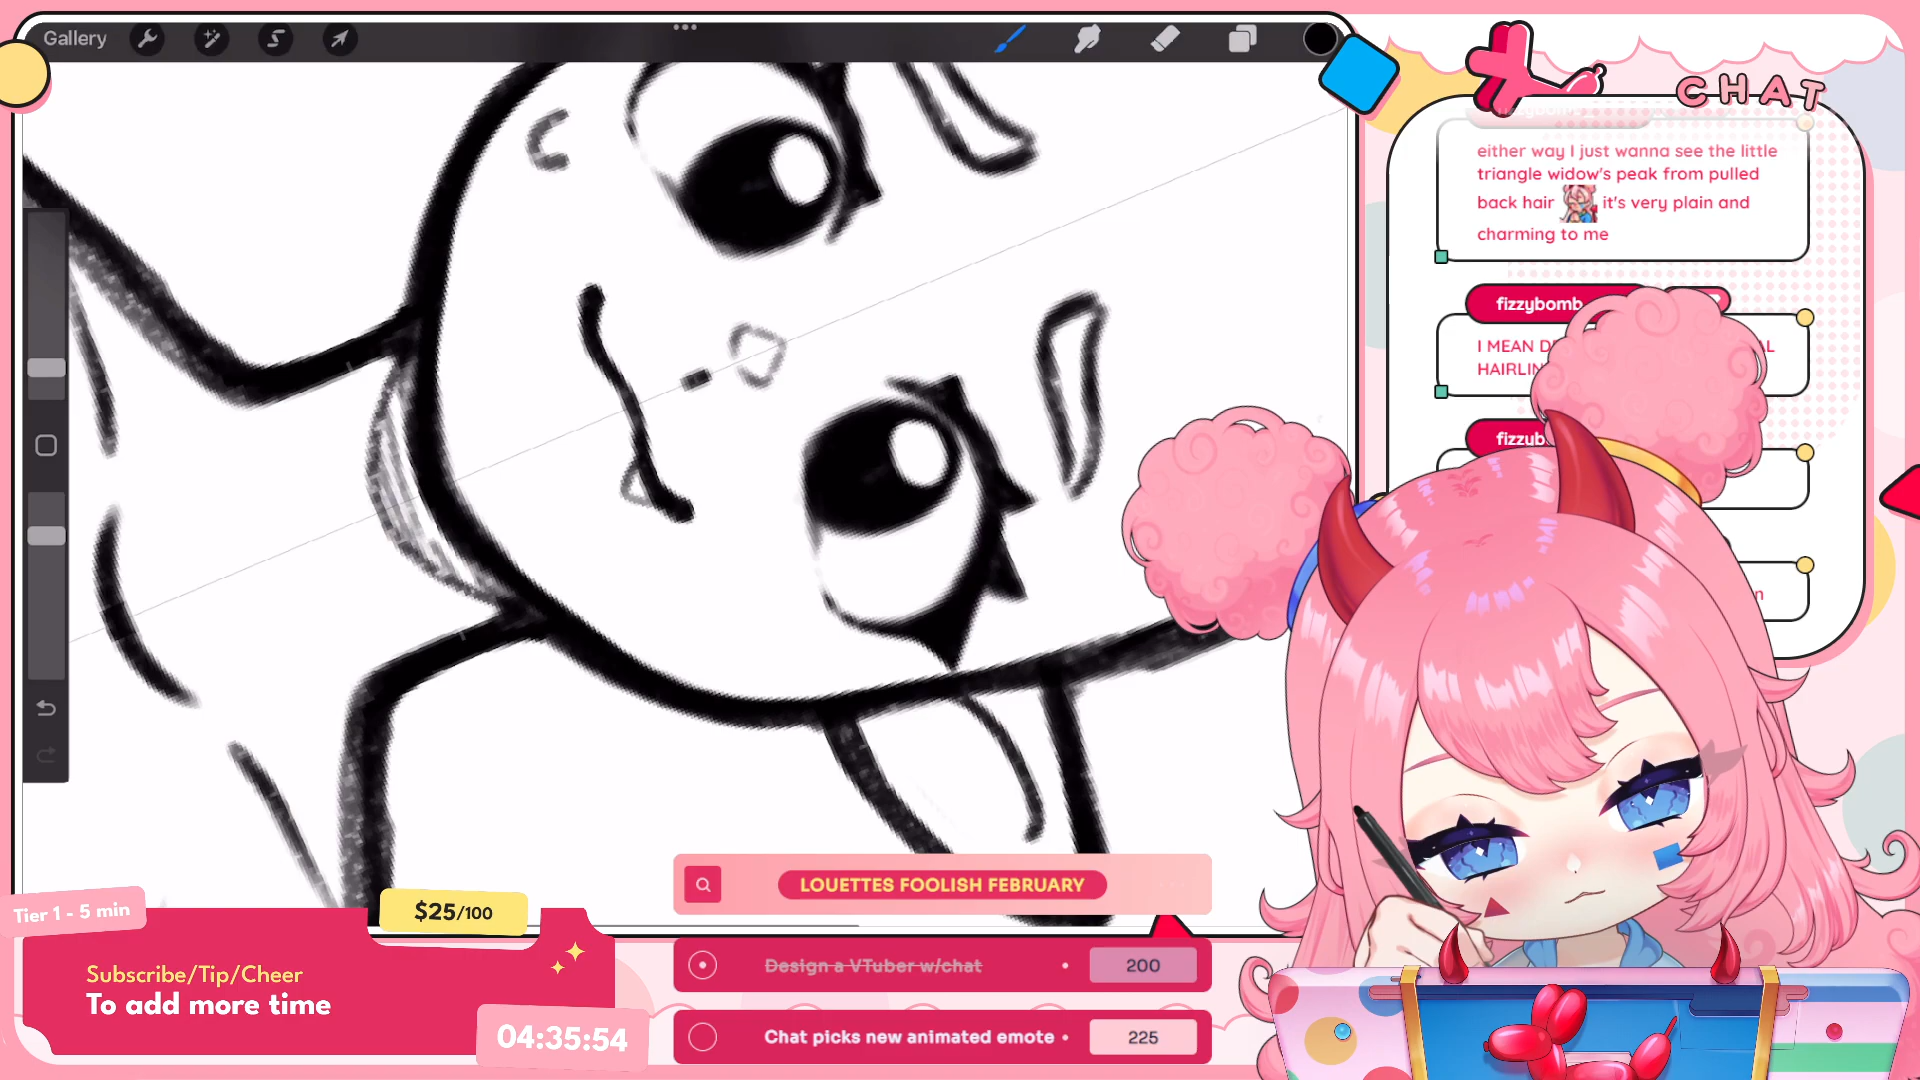 Gallery
CHAT
either way I just wanna see the little
triangle widow's peak from pulled
back hair it's very plain and
charming to me
fizzybomb
I MEAN
HAIRLIN
fizzyb
Tier 1 - 5 min
$25/100
Subscribe/Tip/Cheer
To add more time
04:35:54
LOUETTES FOOLISH FEBRUARY
Design a VTuber w/chat • 200
Chat picks new animated emote • 225